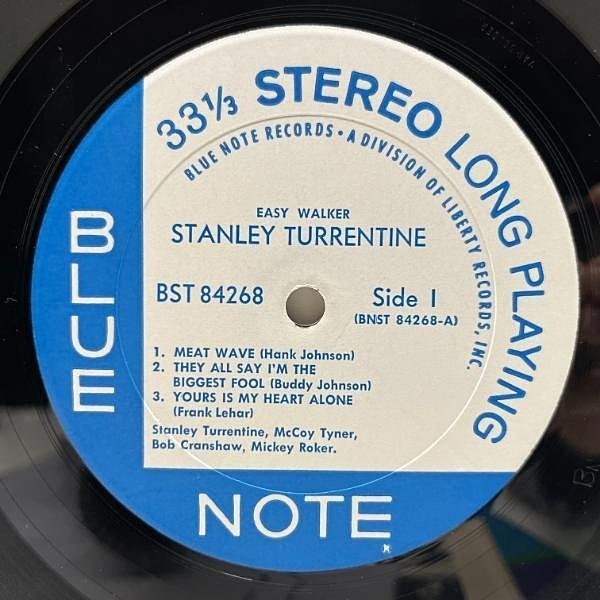 33 1/3 STEREO LONG PLAYING
BLUE NOTE RECORDS • A DIVISION OF LIBERTY RECORDS, INC.
EASY WALKER
STANLEY TURRENTINE
BST 84268
Side 1
(BNST 84268-A)
1. MEAT WAVE (Hank Johnson)
2. THEY ALL SAY I'M THE
BIGGEST FOOL (Buddy Johnson)
3. YOURS IS MY HEART ALONE
(Frank Lehar)
Stanley Turrentine, McCoy Tyner,
Bob Cranshaw, Mickey Roker.
BLUE
NOTE